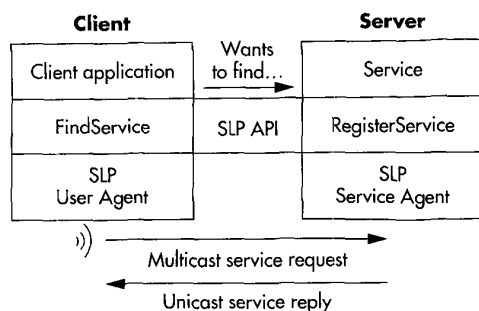 Client
Server
Client application
Wants
to find...
Service
FindService
SLP API
RegisterService
SLP
User Agent
SLP
Service Agent
Multicast service request
Unicast service reply